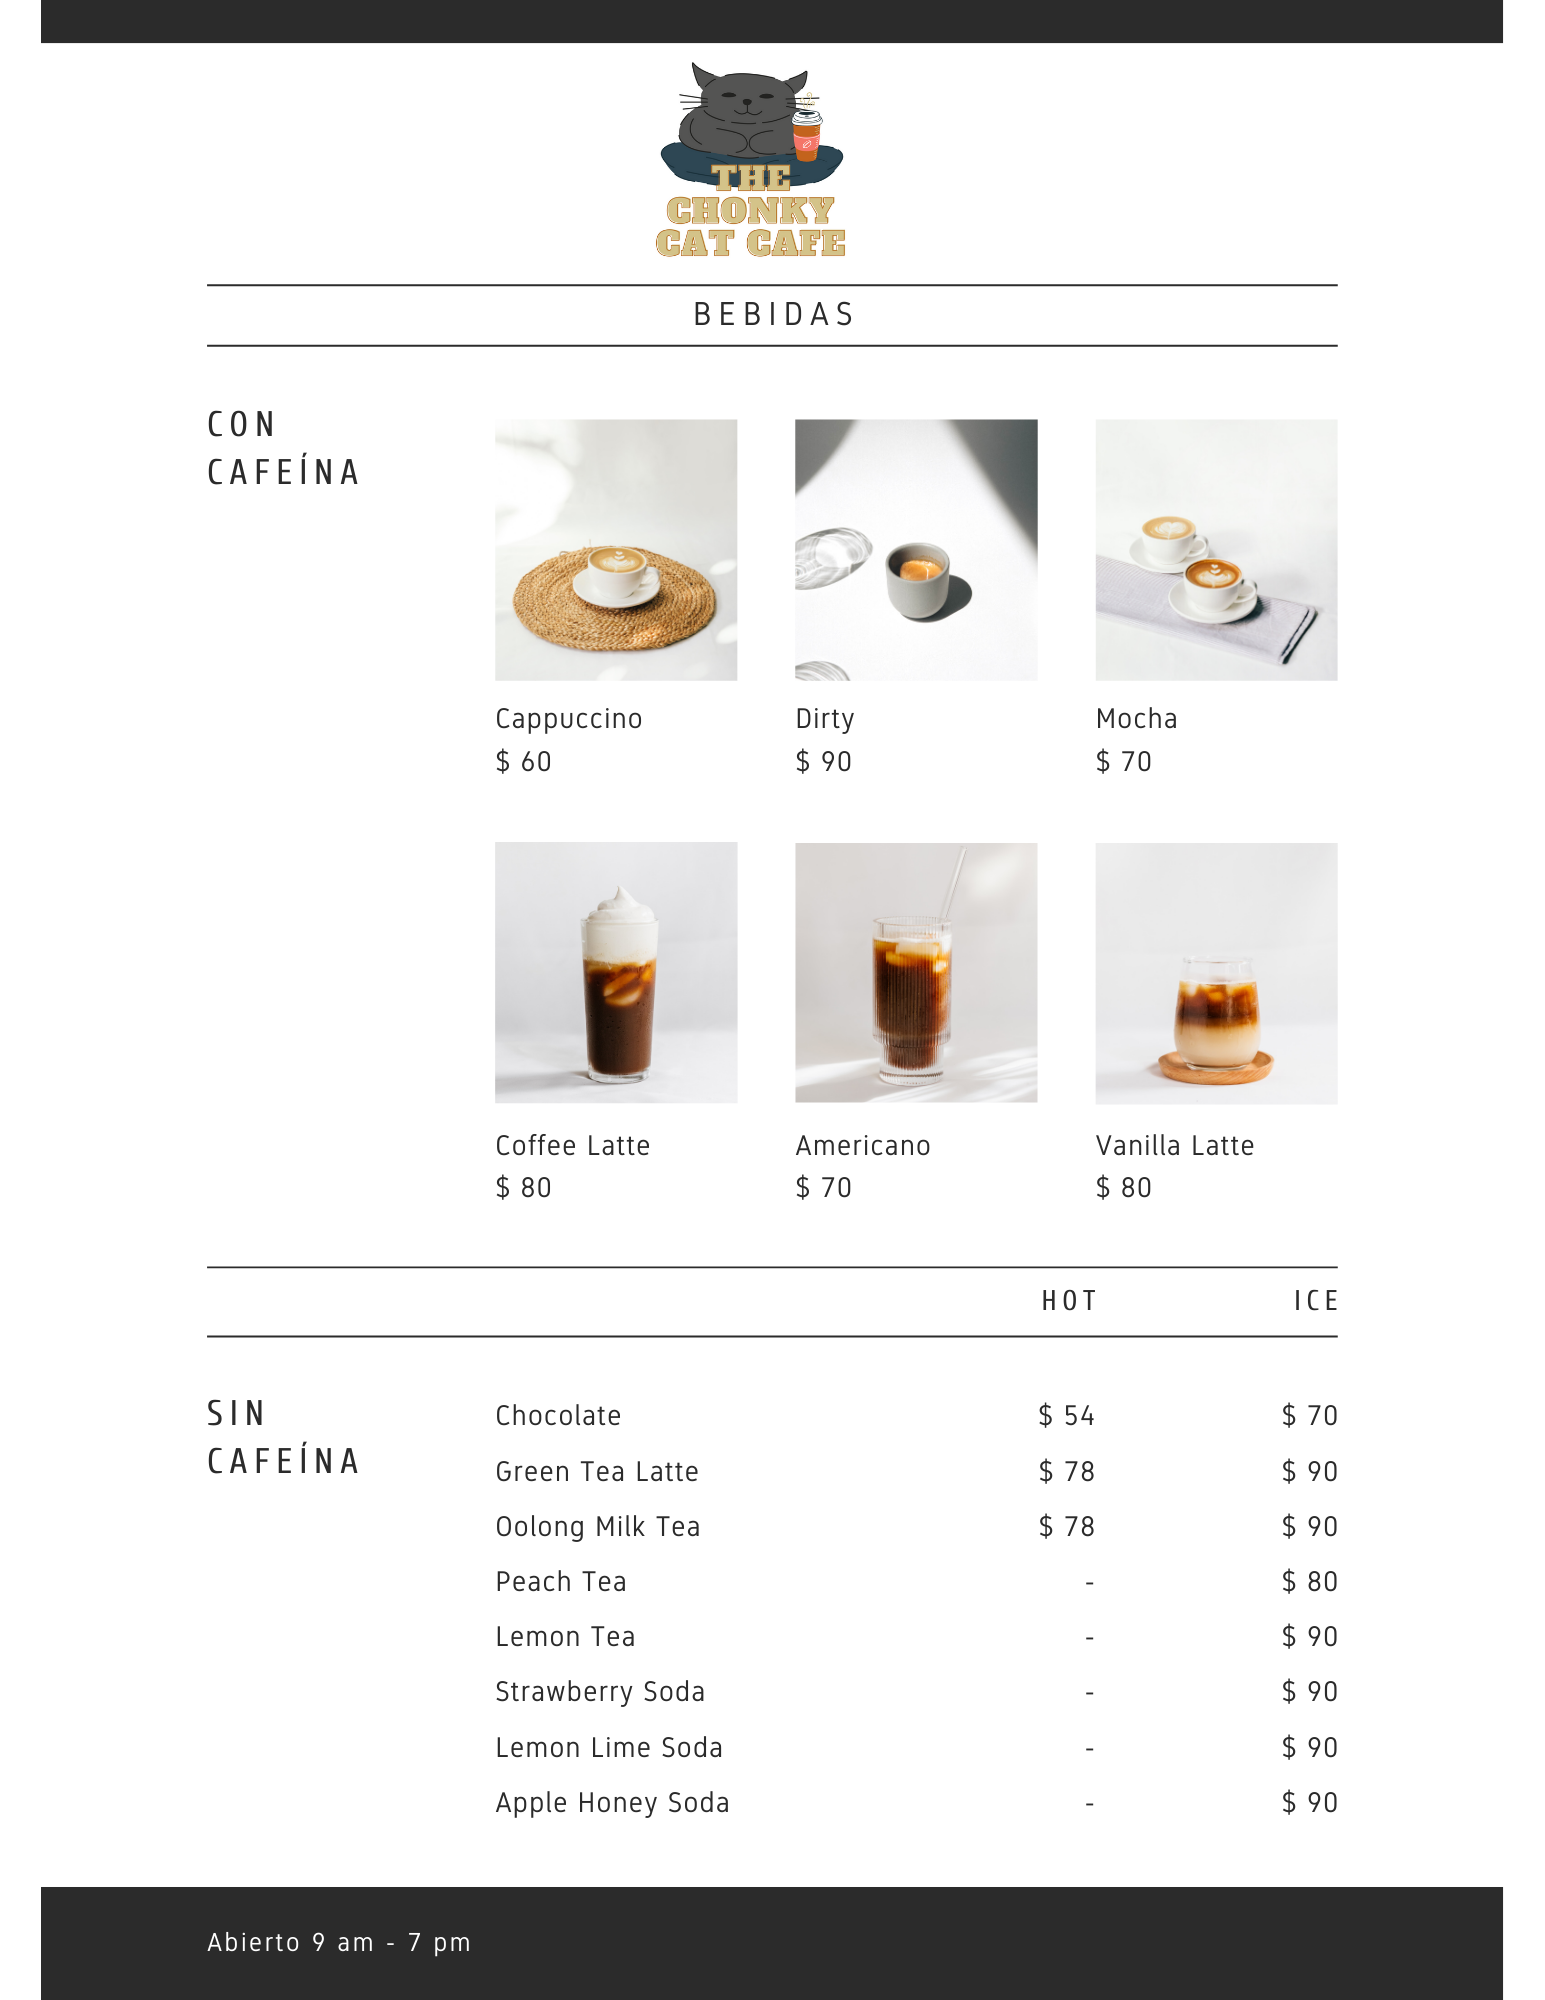 THE
CHONKY
CAT CAFE
BEBIDAS
CON
CAFEÍNA
Cappuccino
$ 60
Dirty
$ 90
Mocha
$ 70
Coffee Latte
$ 80
Americano
$ 70
Vanilla Latte
$ 80
HOT ICE
SIN
CAFEÍNA
Chocolate $ 54 $ 70
Green Tea Latte $ 78 $ 90
Oolong Milk Tea $ 78 $ 90
Peach Tea - $ 80
Lemon Tea - $ 90
Strawberry Soda - $ 90
Lemon Lime Soda - $ 90
Apple Honey Soda - $ 90
Abierto 9 am - 7 pm